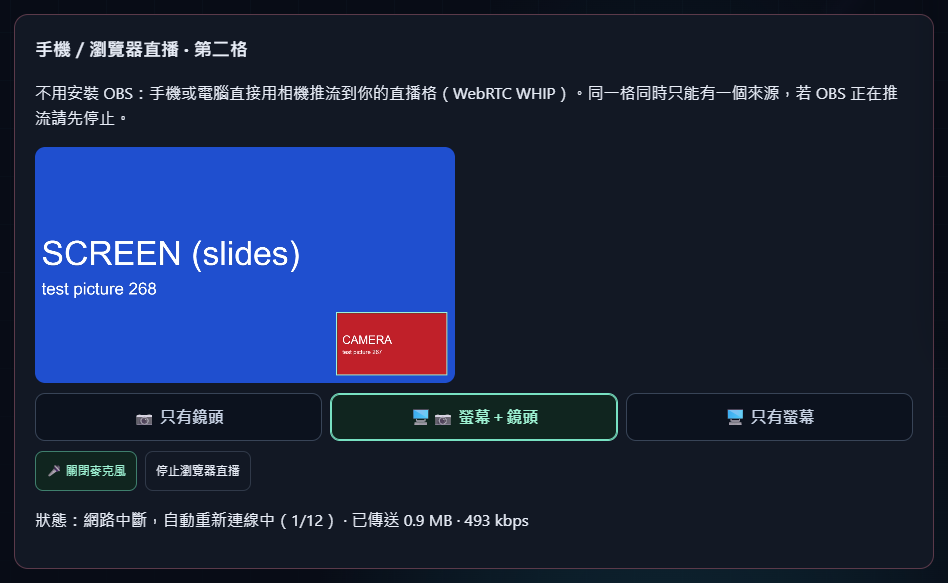 手機 / 瀏覽器直播 · 第二格
不用安裝 OBS：手機或電腦直接用相機推流到你的直播格（WebRTC WHIP）。同一格同時只能有一個來源，若 OBS 正在推
流請先停止。
SCREEN (slides)
test picture 268
CAMERA
test picture 267
只有鏡頭
螢幕 + 鏡頭
只有螢幕
關閉麥克風
停止瀏覽器直播
狀態：網路中斷，自動重新連線中（1/12） · 已傳送 0.9 MB · 493 kbps